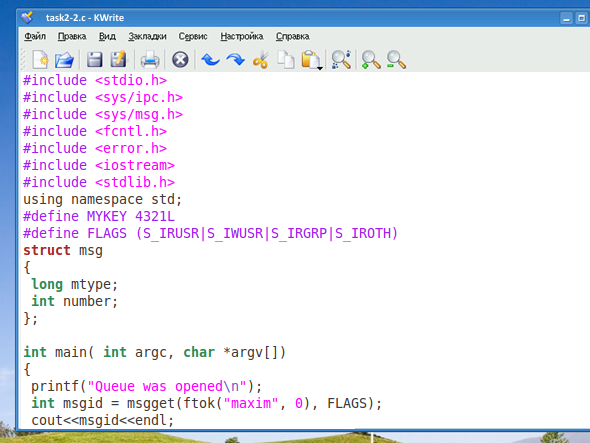 task2-2.c - KWrite
Файл Правка Вид Закладки Сервис Настройка Справка
#include <stdio.h>
#include <sys/ipc.h>
#include <sys/msg.h>
#include <fcntl.h>
#include <error.h>
#include <iostream>
#include <stdlib.h>
using namespace std;
#define MYKEY 4321L
#define FLAGS (S_IRUSR|S_IWUSR|S_IRGRP|S_IROTH)
struct msg
{
 long mtype;
 int number;
};

int main( int argc, char *argv[])
{
 printf("Queue was opened\n");
 int msgid = msgget(ftok("maxim", 0), FLAGS);
 cout<<msgid<<endl;